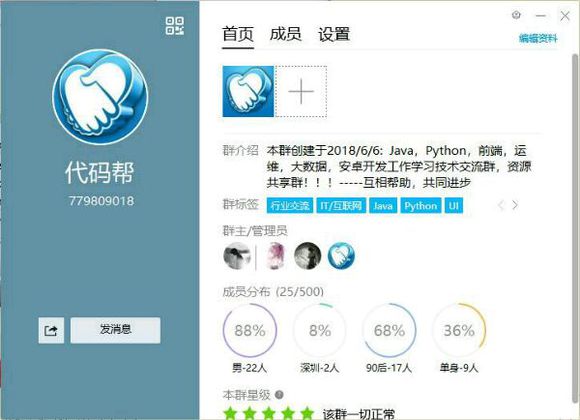 代码帮
779809018
发消息
首页 成员 设置
编辑资料
群介绍 本群创建于2018/6/6: Java, Python, 前端, 运
维, 大数据, 安卓开发工作学习技术交流群, 资源
共享群!!! -----互相帮助, 共同进步
群标签 行业交流 IT/互联网 Java Python UI
群主/管理员
成员分布 (25/500)
88% 8% 68% 36%
男-22人 深圳-2人 90后-17人 单身-9人
本群星级
该群一切正常